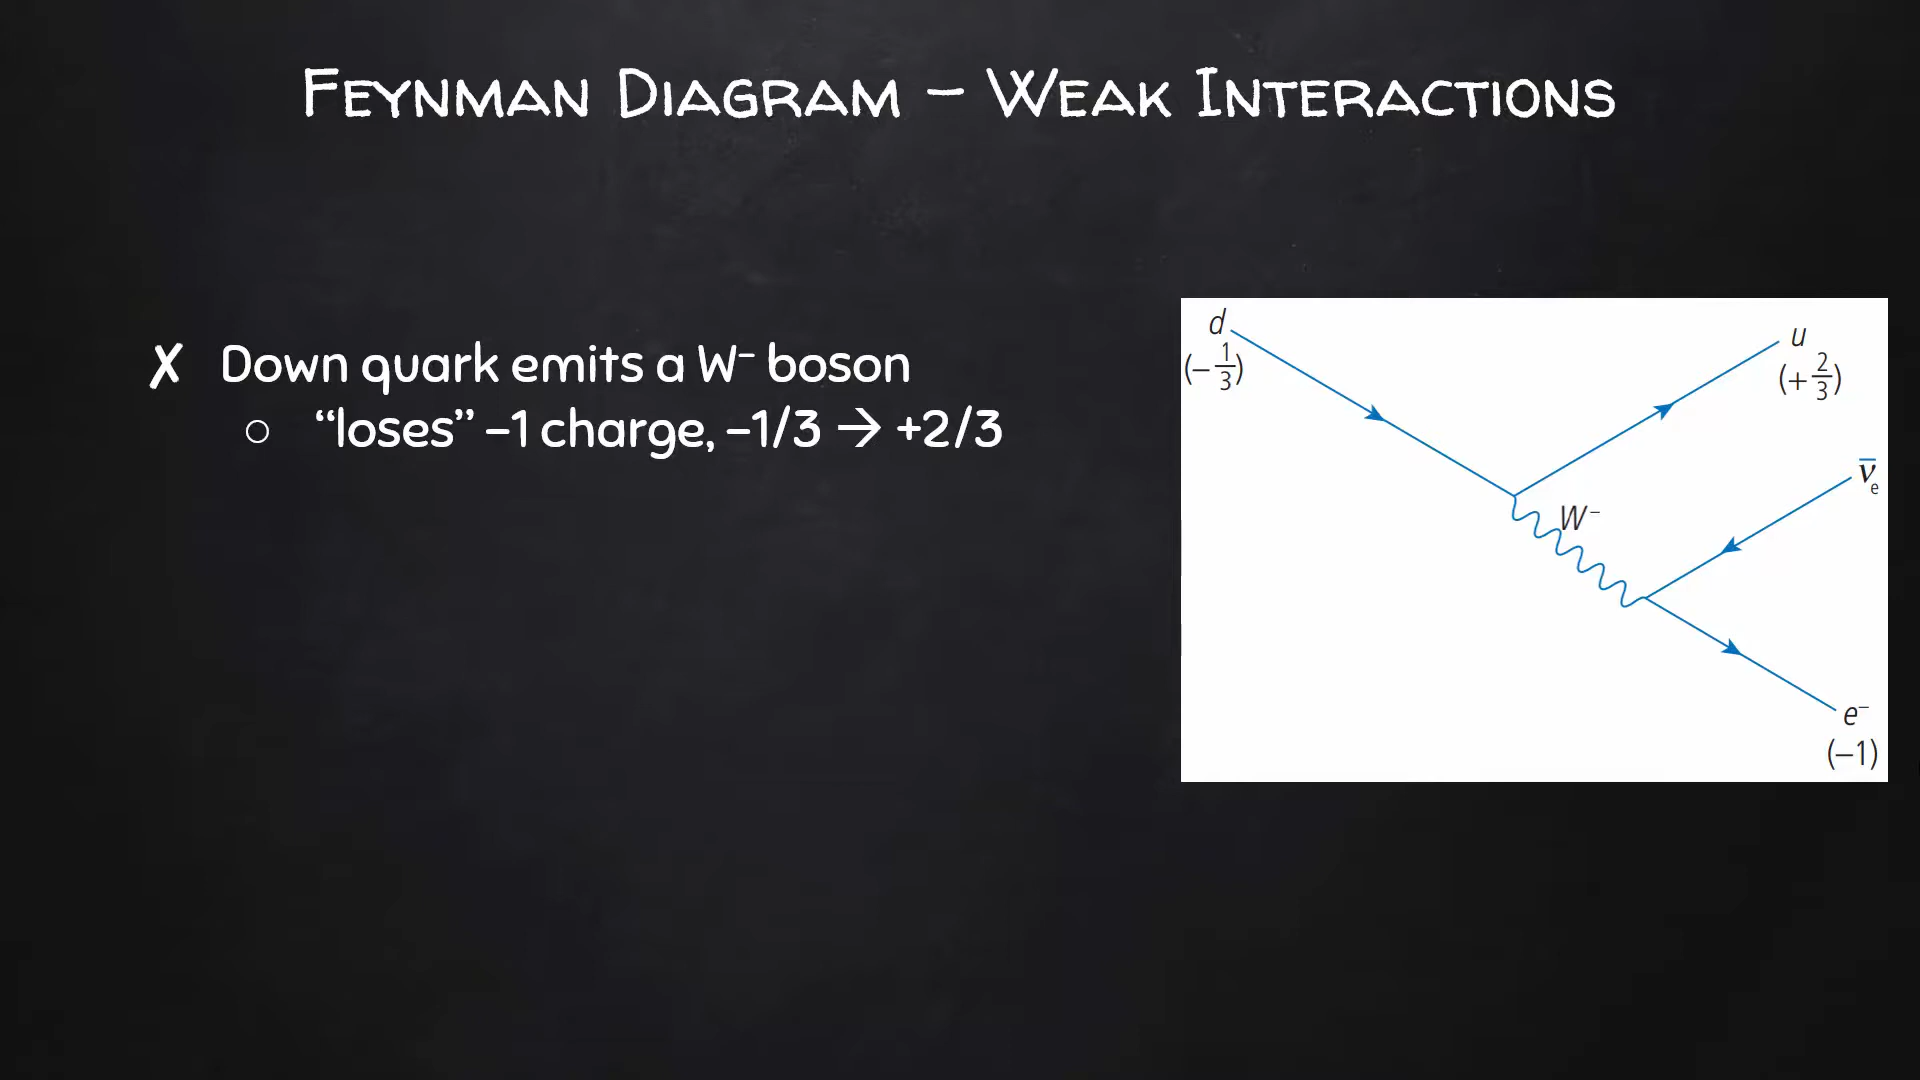 Feynman Diagram – Weak Interactions
✗ Down quark emits a W⁻ boson
○ “loses” –1 charge, –1/3 → +2/3
d
(–1/3)
u
(+2/3)
ν̅ₑ
W⁻
e⁻
(–1)